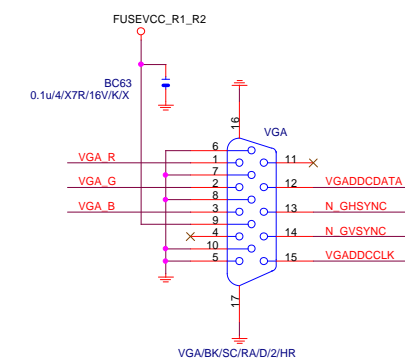 FUSEVCC_R1_R2
BC63
0.1u/4/X7R/16V/K/X
16
VGA
6
VGA_R 1 11
7
VGA_G 2 12 VGADDCDATA
8
VGA_B 3 13 N_GHSYNC
9
4 14 N_GVSYNC
10
5 15 VGADDCCLK
17
VGA/BK/SC/RA/D/2/HR